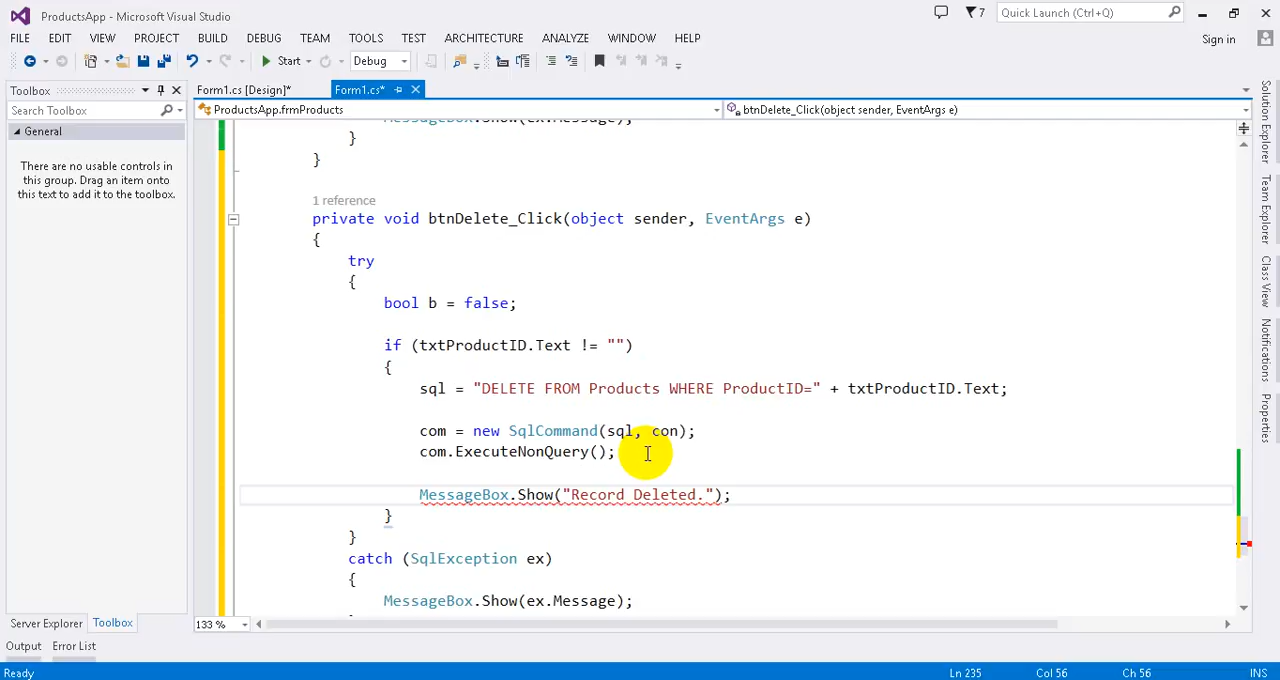 ProductsApp - Microsoft Visual Studio
7
Quick Launch (Ctrl+Q)
FILE EDIT VIEW PROJECT BUILD DEBUG TEAM TOOLS TEST ARCHITECTURE ANALYZE WINDOW HELP
Sign in
Start Debug
Toolbox
Form1.cs [Design]* Form1.cs*
Search Toolbox
ProductsApp.frmProducts
btnDelete_Click(object sender, EventArgs e)
General
There are no usable controls in
this group. Drag an item onto
this text to add it to the toolbox.
MessageBox.Show(ex.Message);
}
}
1 reference
private void btnDelete_Click(object sender, EventArgs e)
{
try
{
bool b = false;
if (txtProductID.Text != "")
{
sql = "DELETE FROM Products WHERE ProductID=" + txtProductID.Text;
com = new SqlCommand(sql, con);
com.ExecuteNonQuery();
MessageBox.Show("Record Deleted.");
}
}
catch (SqlException ex)
{
MessageBox.Show(ex.Message);
Solution Explorer
Team Explorer
Class View
Notifications
Properties
133 %
Server Explorer Toolbox
Output Error List
Ready
Ln 235 Col 56 Ch 56 INS